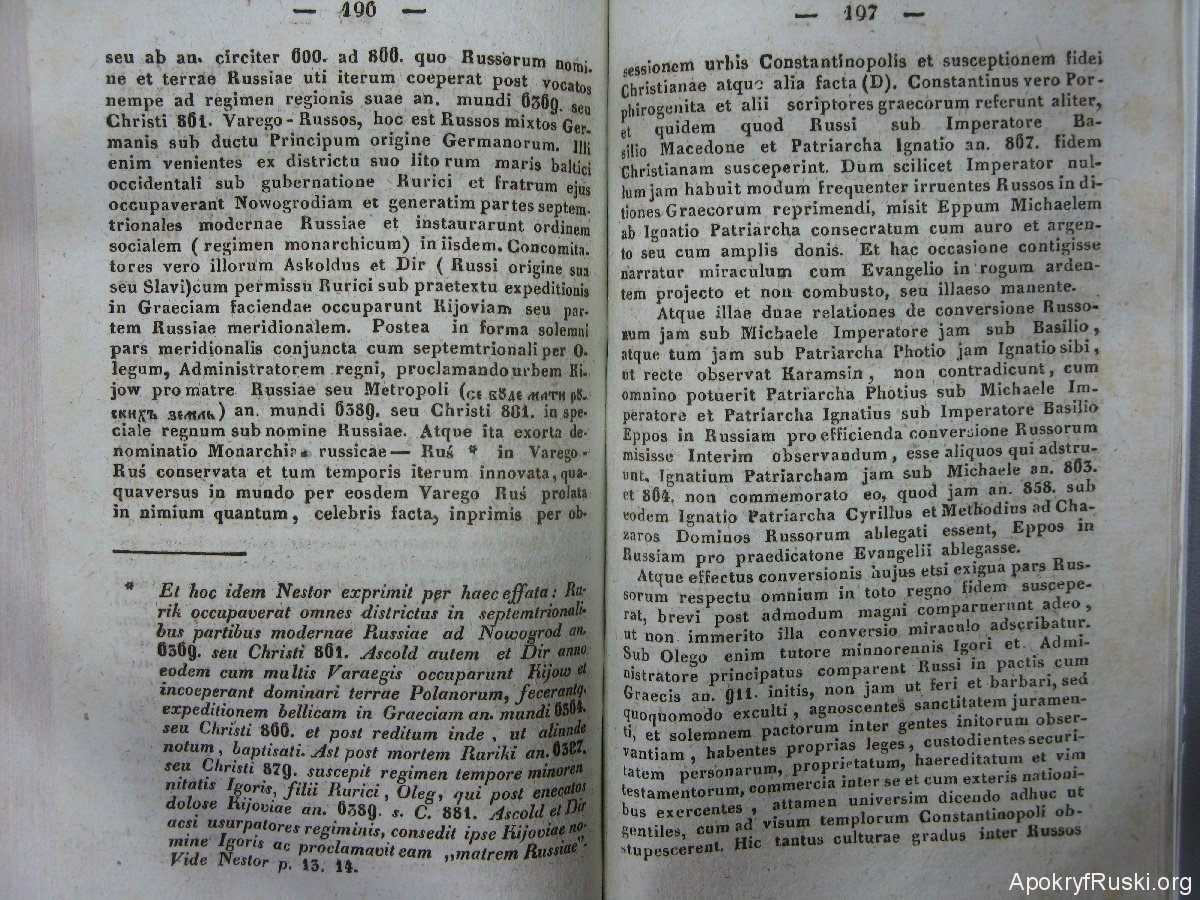 — 196 —
seu ab an. circiter 600. ad 866. quo Russorum nomi-
ne et terrae Russiae uti iterum coeperat post vocatos
nempe ad regimen regionis suae an. mundi 6369. seu
Christi 861. Varego-Russos, hoc est Russos mixtos Ger-
manis sub ductu Principum origine Germanorum. Illi
enim venientes ex districtu suo litorum maris baltici
occidentali sub gubernatione Rurici et fratrum ejus
occupaverant Nowogrodiam et generatim partes septem-
trionales modernae Russiae et instaurarunt ordinem
socialem ( regimen monarchicum) in iisdem. Concomita-
tores vero illorum Askoldus et Dir ( Russi origine sua
seu Slavi)cum permissu Rurici sub praetextu expeditionis
in Graeciam faciendae occuparunt Kijoviam seu par-
tem Russiae meridionalem. Postea in forma solemni
pars meridionalis conjuncta cum septemtrionali per O-
legum, Administratorem regni, proclamando urbem Ki-
jow pro matre Russiae seu Metropoli (се бѹде мати рѹ-
скихъ земль) an. mundi 6389. seu Christi 881. in spe-
ciale regnum sub nomine Russiae. Atque ita exorta de-
nominatio Monarchiae russicae— Ruś * in Varego-
Ruś conservata et tum temporis iterum innovata, qua-
quaversus in mundo per eosdem Varego Ruś prolata
in nimium quantum, celebris facta, inprimis per ob-
* Et hoc idem Nestor exprimit per haec effata: Ru-
rik occupaverat omnes districtus in septemtrionali-
bus partibus modernae Russiae ad Nowogrod an.
6369. seu Christi 861. Ascold autem et Dir anno
eodem cum multis Varaegis occuparunt Kijow et
incoeperant dominari terrae Polanorum, fecerantq.
expeditionem bellicam in Graeciam an. mundi 6364.
seu Christi 866. et post reditum inde, ut aliunde
notum, baptisati. Ast post mortem Rariki an. 6387.
seu Christi 879. suscepit regimen tempore minoren
nitatis Igoris, filii Rurici, Oleg, qui post enecatos
dolose Kijoviae an. 6389. s. C. 881. Ascold et Dir
acsi usurpatores regiminis, consedit ipse Kijoviae no-
mine Igoris ac proclamavit eam „matrem Russiae”
Vide Nestor p. 13. 14.
— 197 —
sessionem urbis Constantinopolis et susceptionem fidei
Christianae atque alia facta (D). Constantinus vero Por-
phirogenita et alii scriptores graecorum referunt aliter,
et quidem quod Russi sub Imperatore Ba-
silio Macedone et Patriarcha Ignatio an. 867. fidem
Christianam susceperint. Dum scilicet Imperator nul-
lum jam habuit modum frequenter irruentes Russos in di-
tiones Graecorum reprimendi, misit Eppum Michaelem
ab Ignatio Patriarcha consecratum cum auro et argen-
to seu cum amplis donis. Et hac occasione contigisse
narratur miraculum cum Evangelio in rogum arden-
tem projecto et non combusto, seu illaeso manente.
Atque illae duae relationes de conversione Russo-
num jam sub Michaele Imperatore jam sub Basilio,
atque tum jam sub Patriarcha Photio jam Ignatio sibi,
ut recte observat Karamsin, non contradicunt, cum
omnino potuerit Patriarcha Photius sub Michaele Im-
peratore et Patriarcha Ignatius sub Imperatore Basilio
Eppos in Russiam pro efficienda conversione Russorum
misisse Interim observandum, esse aliquos qui adstru-
unt. Ignatium Patriarcham jam sub Michaele an. 863.
et 864. non commemorato eo, quod jam an. 858. sub
eodem Ignatio Patriarcha Cyrillus et Methodius ad Cha-
zaros Dominos Russorum ablegati essent, Eppos in
Russiam pro praedicatone Evangelii ablegasse.
Atque effectus conversionis hujus etsi exigua pars Rus-
sorum respectu omnium in toto regno fidem suscepe-
rat, brevi post admodum magni comparuerunt adeo,
ut non immerito illa conversio miraculo adscribatur.
Sub Olego enim tutore minnorennis Igori et Admi-
nistratore principatus comparent Russi in pactis cum
Graecis an. 911. initis, non jam ut feri et barbari, sed
quoquomodo exculti, agnoscentes sanctitatem juramen-
ti, et solemnem pactorum inter gentes initorum obser-
vantiam, habentes proprias leges, custodientes securi-
tatem personarum, proprietatum, haereditatum et vim
testamentorum, commercia inter se et cum exteris nationi-
bus exercentes, attamen universim dicendo adhuc ut
gentiles, cum ad visum templorum Constantinopoli ob-
stupescerent. Hic tantus culturae gradus inter Russos
ApokryfRuski.org